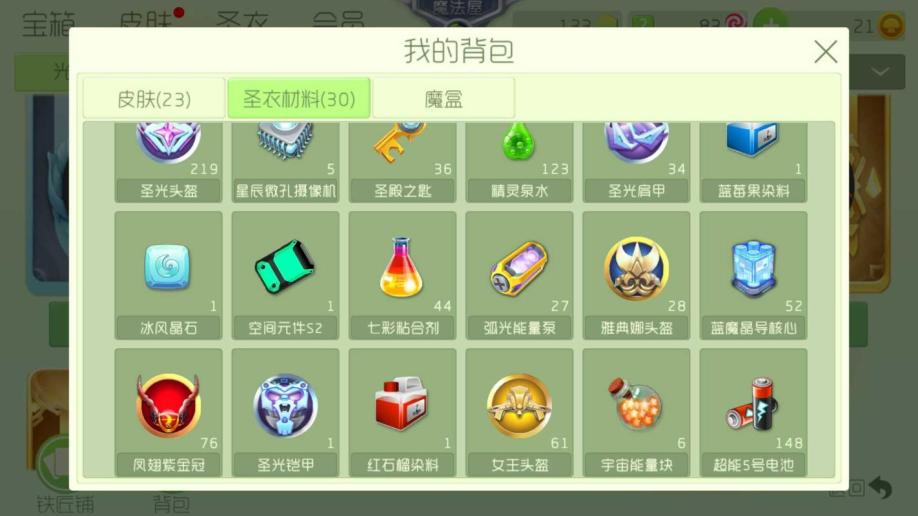 宝箱 皮肤 圣衣 会员 魔法屋 133 2 83 21
我的背包
皮肤(23) 圣衣材料(30) 魔盒
光
219 5 36 123 34 1
圣光头盔 星辰微孔摄像机 圣殿之匙 精灵泉水 圣光肩甲 蓝莓果染料
1 1 44 27 28 52
冰风晶石 空间元件S2 七彩粘合剂 弧光能量泵 雅典娜头盔 蓝魔晶导核心
76 1 1 61 6 148
凤翅紫金冠 圣光铠甲 红石榴染料 女王头盔 宇宙能量块 超能5号电池
铁匠铺 背包 返回